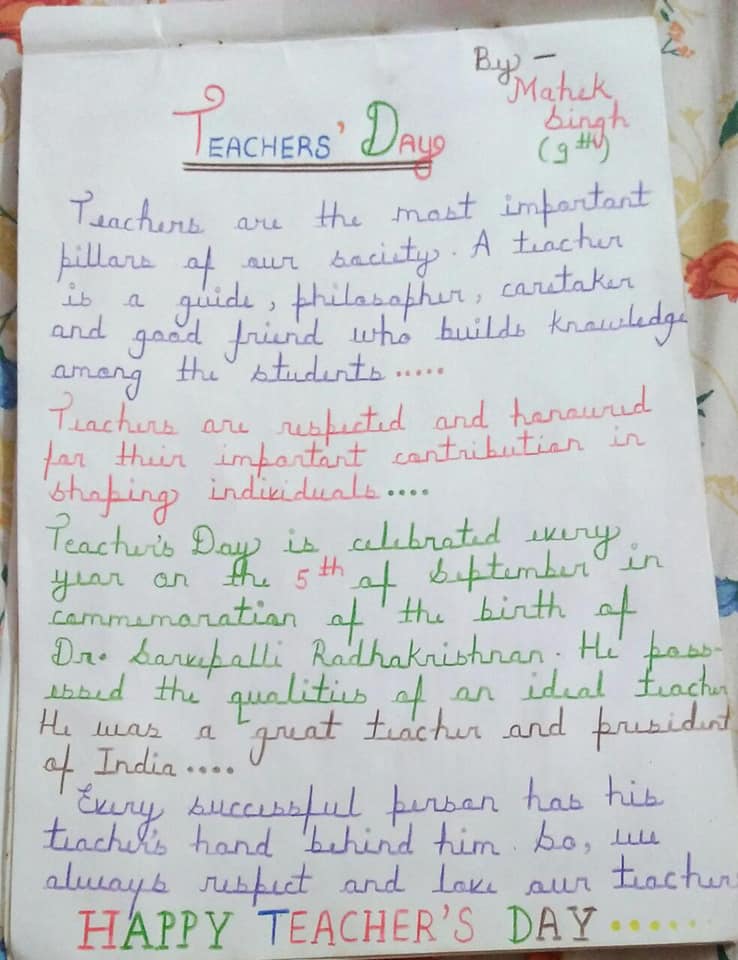 By -
Mahek
Singh
(9th)
TEACHERS' DAY
Teachers are the most important
pillars of our society. A teacher
is a guide, philosopher, caretaker
and good friend who builds knowledge
among the students.....
Teachers are respected and honoured
for their important contribution in
shaping individuals....
Teacher's Day is celebrated every
year on the 5th of September in
commemoration of the birth of
Dr. Sarvepalli Radhakrishnan. He poss-
essed the qualities of an ideal teacher
He was a great teacher and president
of India....
Every successful person has his
teacher's hand behind him. So, we
always respect and love our teacher
HAPPY TEACHER'S DAY......